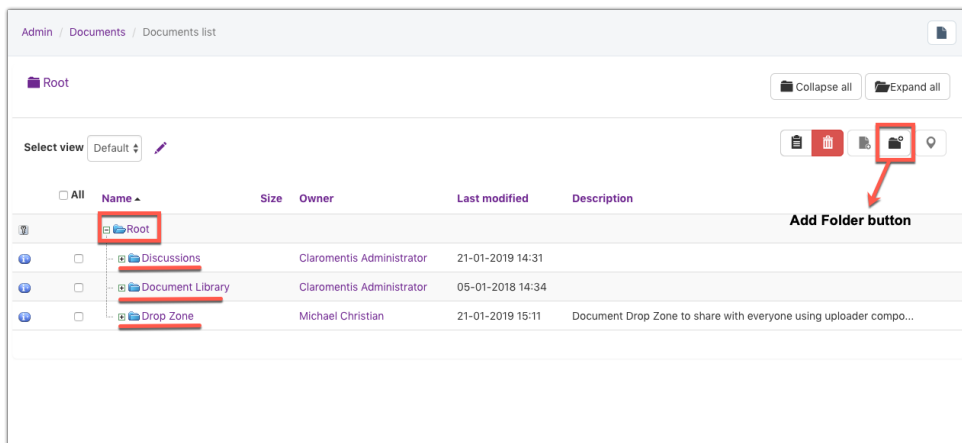 Admin / Documents / Documents list
Root
Collapse all Expand all
Select view Default
All Name Size Owner Last modified Description
Add Folder button
Root
Discussions Claromentis Administrator 21-01-2019 14:31
Document Library Claromentis Administrator 05-01-2018 14:34
Drop Zone Michael Christian 21-01-2019 15:11 Document Drop Zone to share with everyone using uploader compo...